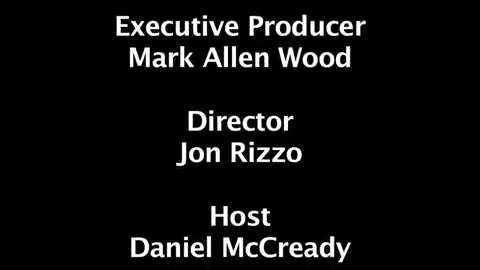 Executive Producer
Mark Allen Wood
Director
Jon Rizzo
Host
Daniel McCready